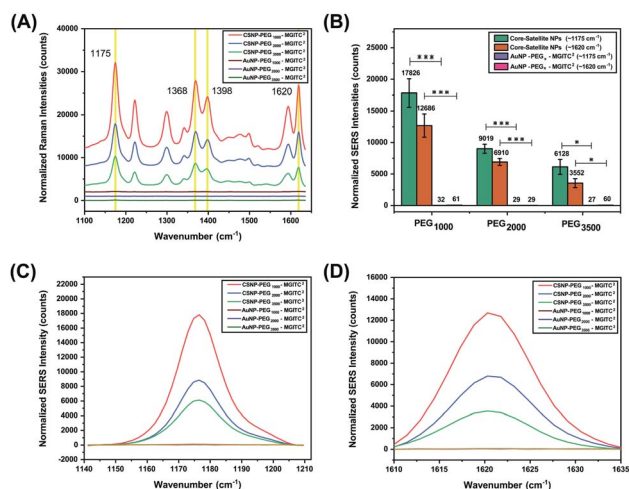 (A)
Normalized Raman Intensities (counts)
40000
30000
20000
10000
0
1175
1368
1398
1620
CSNP-PEG1000- MGITC2
CSNP-PEG2000- MGITC2
CSNP-PEG3500- MGITC2
AuNP-PEG1000- MGITC2
AuNP-PEG2000- MGITC2
AuNP-PEG3500- MGITC2
1100 1200 1300 1400 1500 1600
Wavenumber (cm-1)
(B)
Normalized SERS Intensities (counts)
25000
20000
15000
10000
5000
0
Core-Satellite NPs (~1175 cm-1)
Core-Satellite NPs (~1620 cm-1)
AuNP -PEGx - MGITC2 (~1175 cm-1)
AuNP -PEGx - MGITC2 (~1620 cm-1)
***
***
17826
12686
32 61
***
***
9019
6910
29 29
*
*
6128
3552
27 60
PEG1000 PEG2000 PEG3500
(C)
Normalized SERS Intensity (counts)
18000
16000
14000
12000
10000
8000
6000
4000
2000
0
-2000
CSNP-PEG1000- MGITC2
CSNP-PEG2000- MGITC2
CSNP-PEG3500- MGITC2
AuNP-PEG1000- MGITC2
AuNP-PEG2000- MGITC2
AuNP-PEG3500- MGITC2
1140 1150 1160 1170 1180 1190 1200 1210
Wavenumber (cm-1)
(D)
Normalized SERS Intensity (counts)
16000
14000
12000
10000
8000
6000
4000
2000
0
CSNP-PEG1000- MGITC2
CSNP-PEG2000- MGITC2
CSNP-PEG3500- MGITC2
AuNP-PEG1000- MGITC2
AuNP-PEG2000- MGITC2
AuNP-PEG3500- MGITC2
1610 1615 1620 1625 1630 1635
Wavenumber (cm-1)